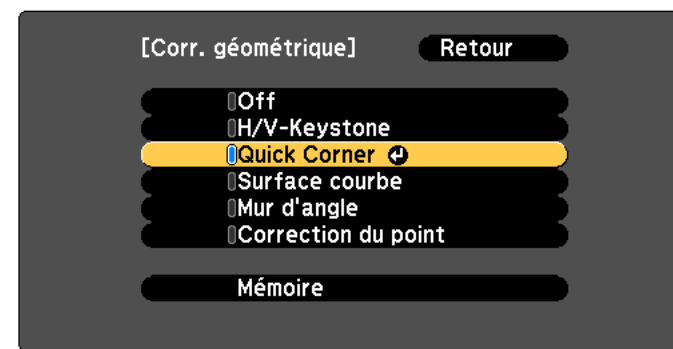 [Corr. géométrique] Retour
Off
H/V-Keystone
Quick Corner
Surface courbe
Mur d'angle
Correction du point
Mémoire